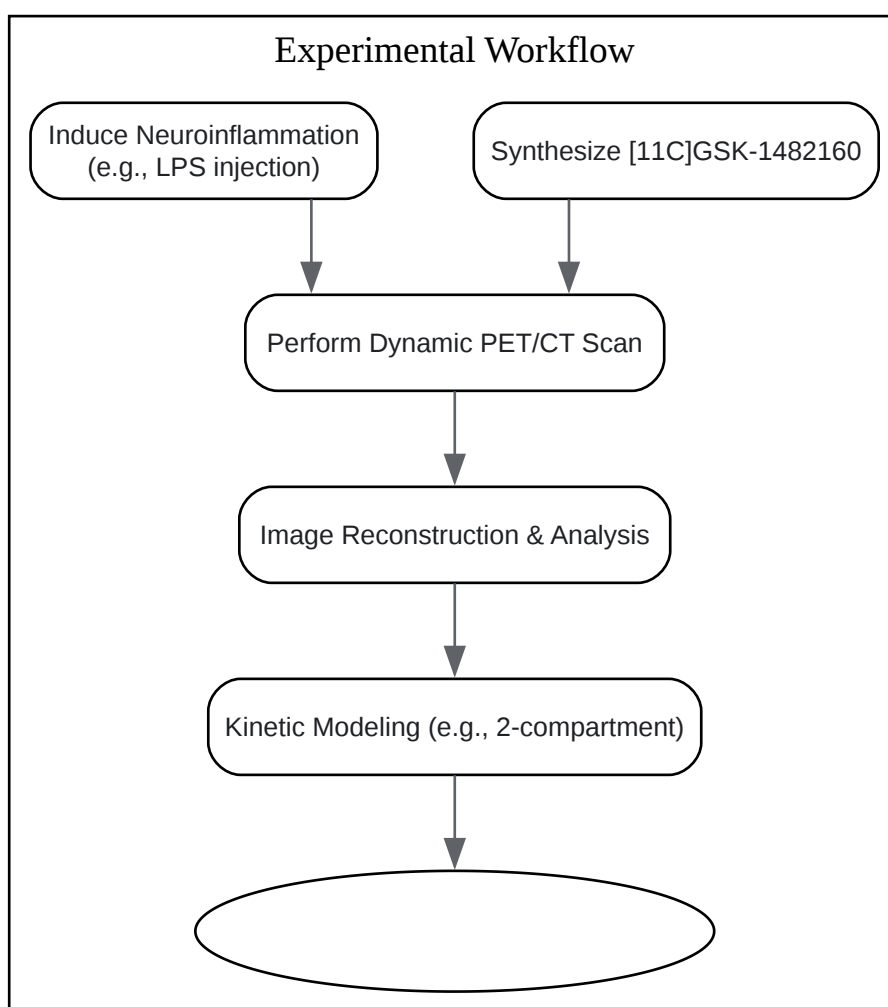 Experimental Workflow
Induce Neuroinflammation
(e.g., LPS injection)
Synthesize [11C]GSK-1482160
Perform Dynamic PET/CT Scan
Image Reconstruction & Analysis
Kinetic Modeling (e.g., 2-compartment)